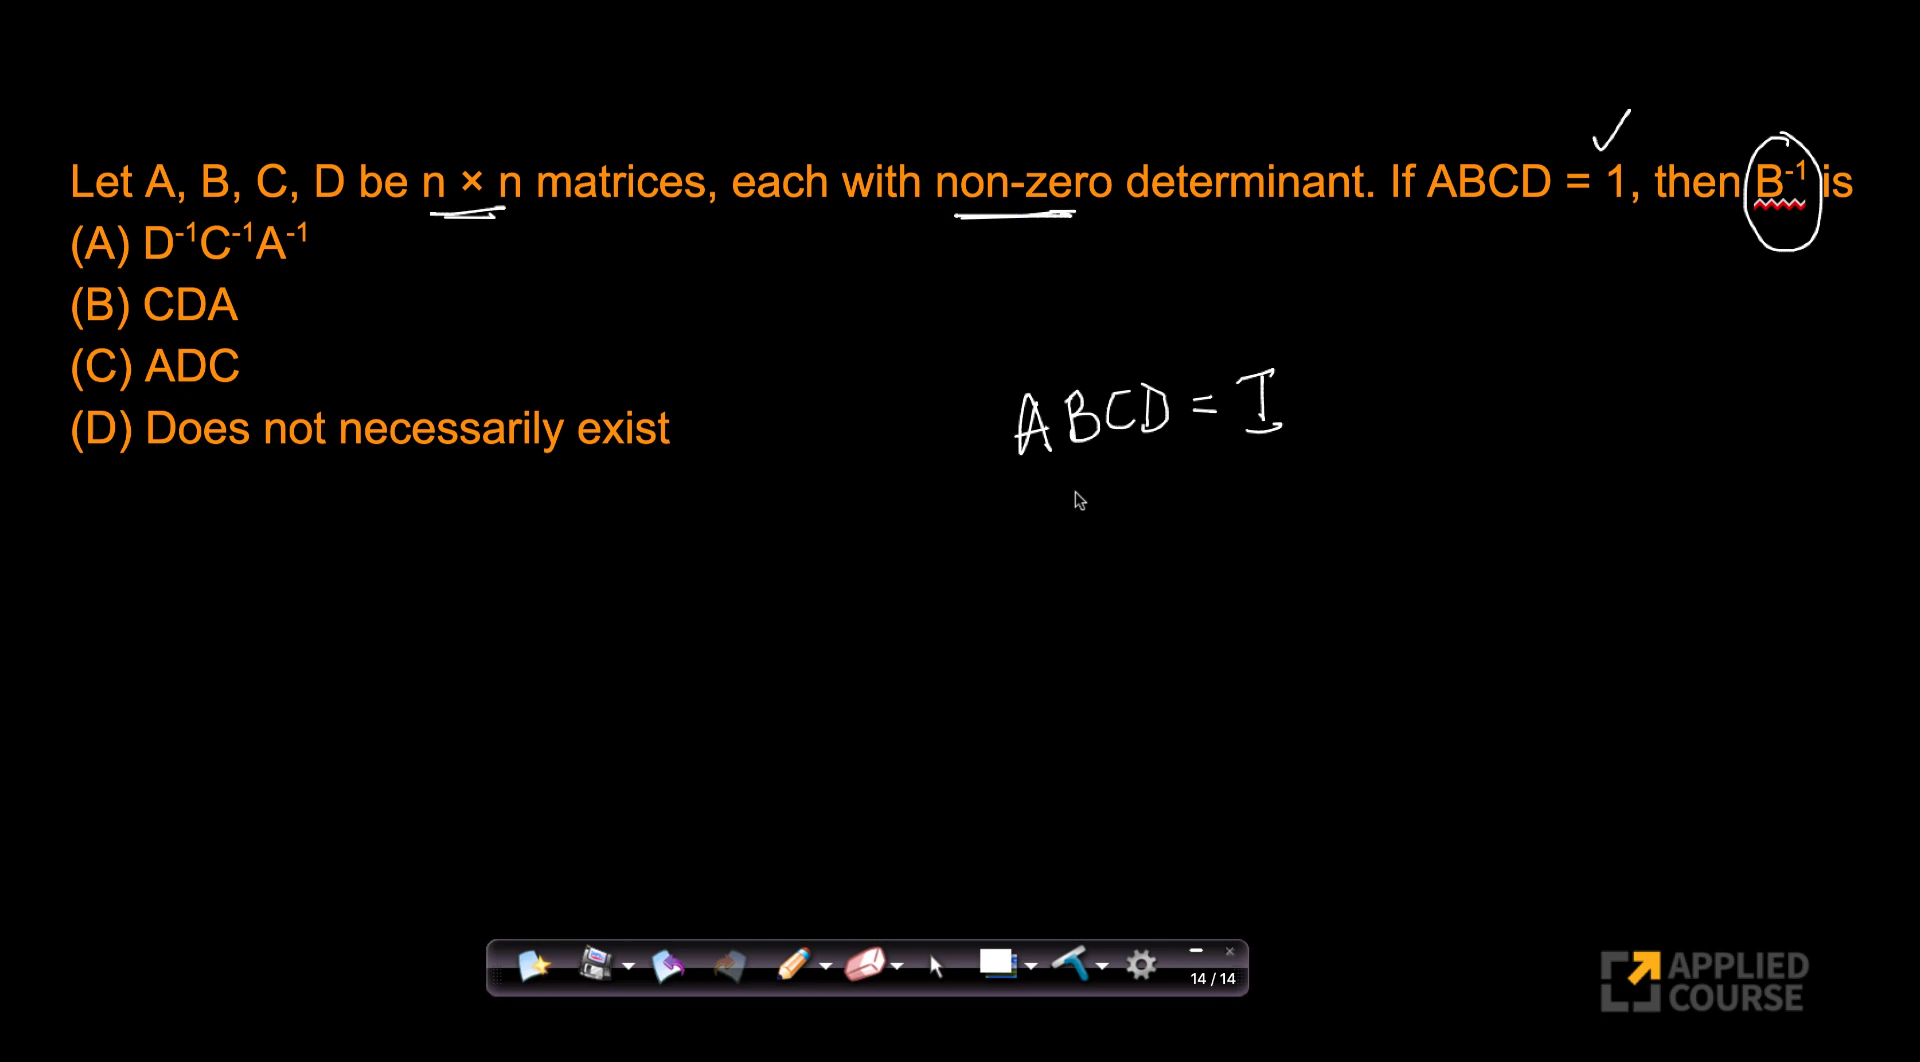 Let A, B, C, D be n × n matrices, each with non-zero determinant. If ABCD = 1, then B⁻¹ is
(A) D⁻¹C⁻¹A⁻¹
(B) CDA
(C) ADC
(D) Does not necessarily exist
ABCD = I
14 / 14
APPLIED
COURSE